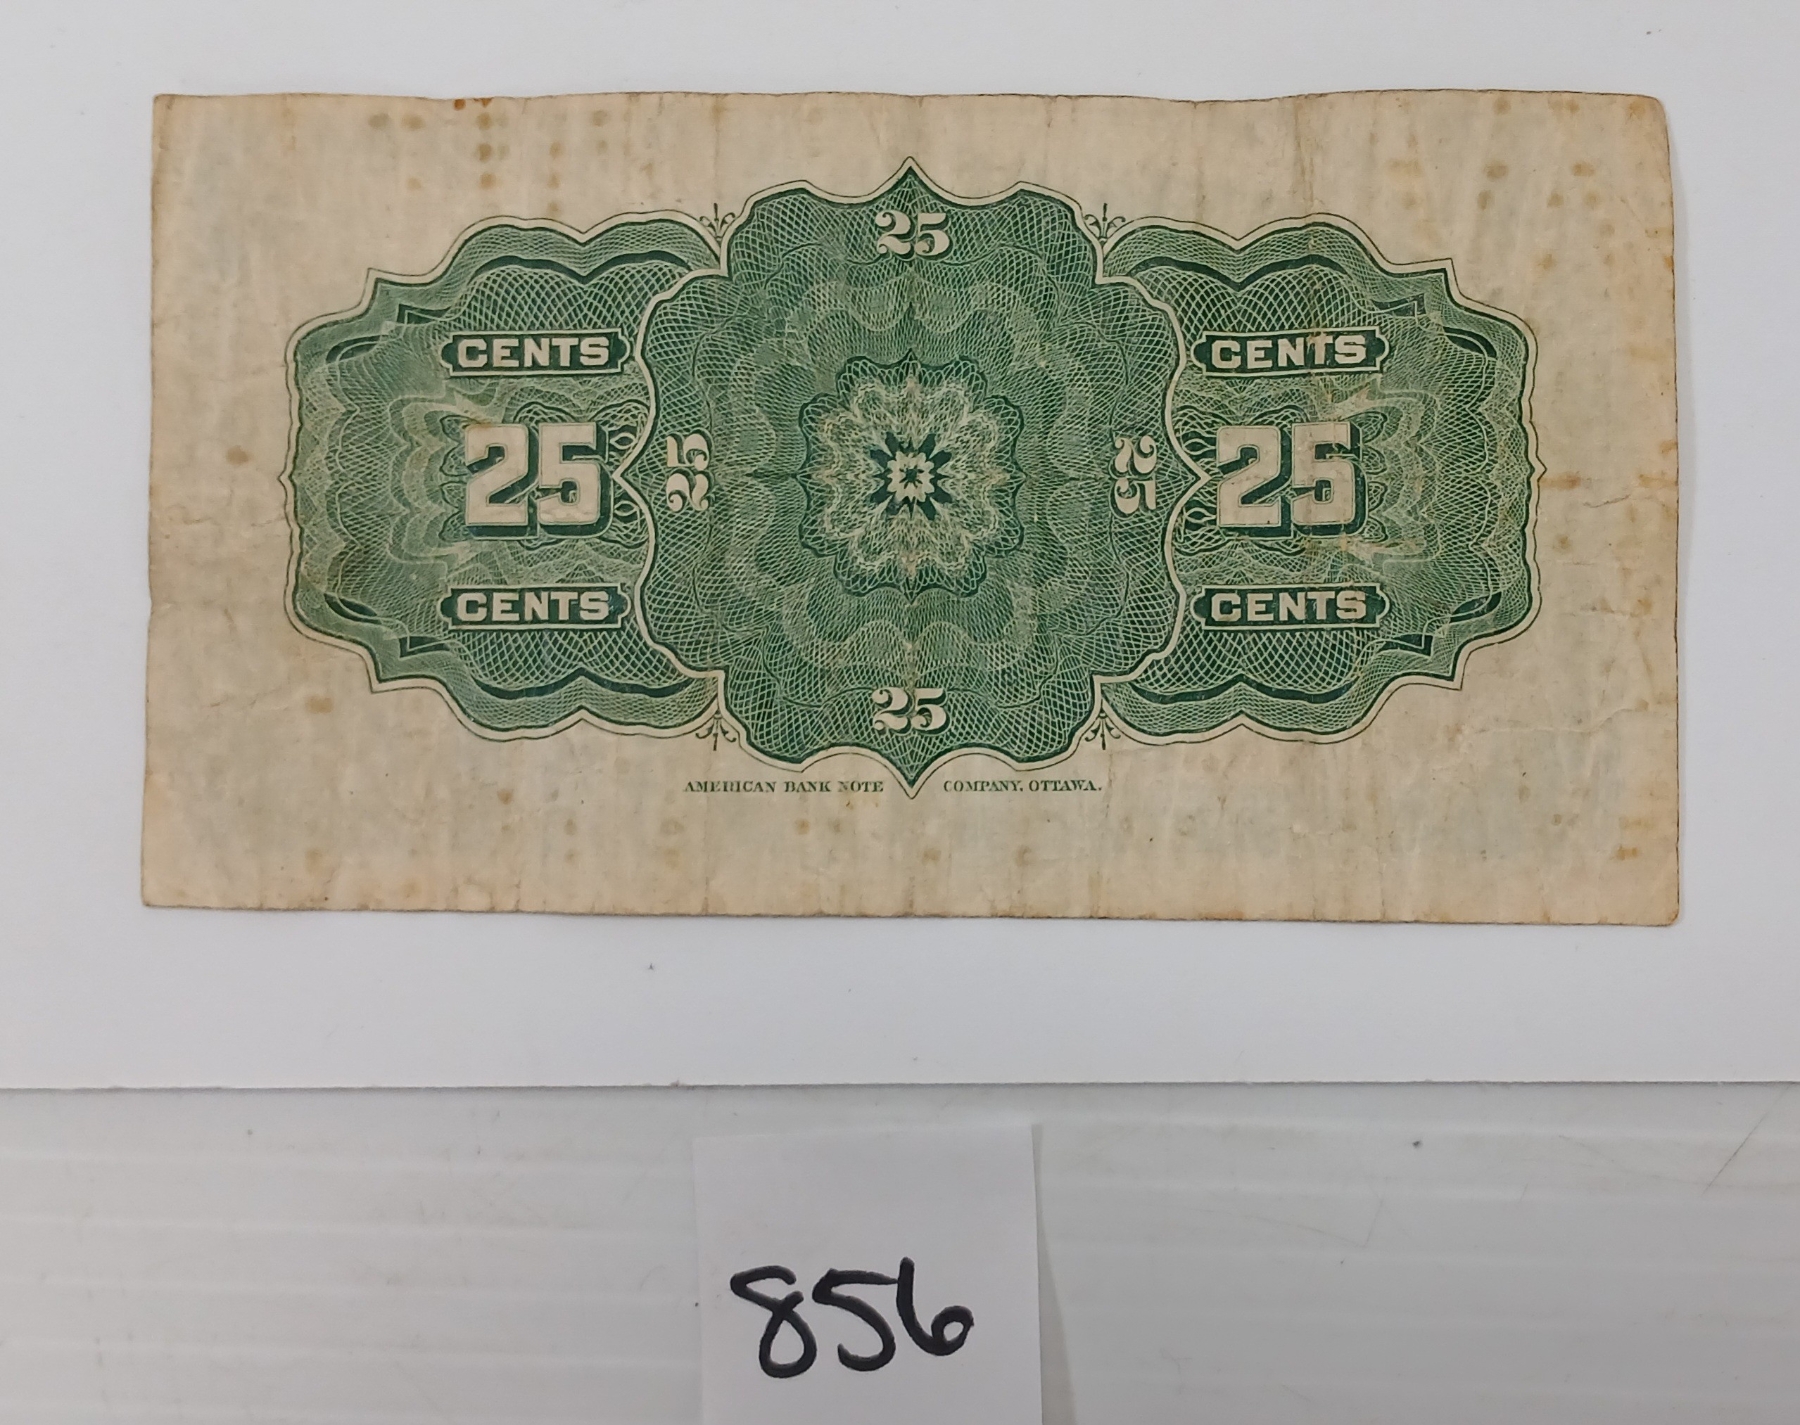 25
CENTS CENTS
25 25 25 25
CENTS CENTS
25
AMERICAN BANK NOTE COMPANY, OTTAWA.
856